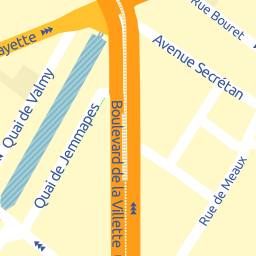 Rue Bouret
ayette
Avenue Secrétan
Quai de Valmy
Quai de Jemmapes
Boulevard de la Villette
Rue de Meaux